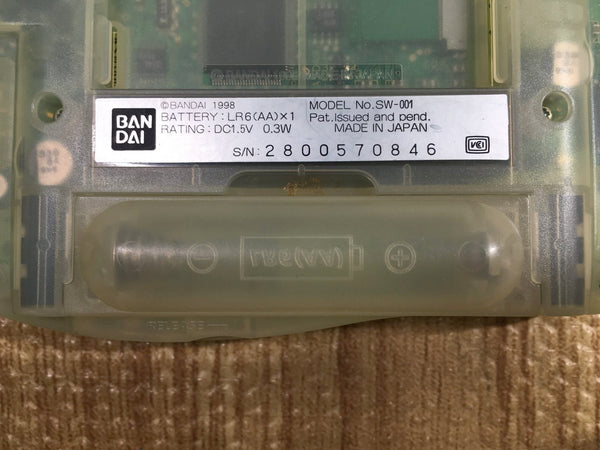 BAN
DAI
©BANDAI 1998
BATTERY:LR6(AA)×1
RATING:DC1.5V 0.3W
MODEL No.SW-001
Pat.Issued and pend.
MADE IN JAPAN
S/N: 2800570846
VCI
LR6(AA)
RELEASE